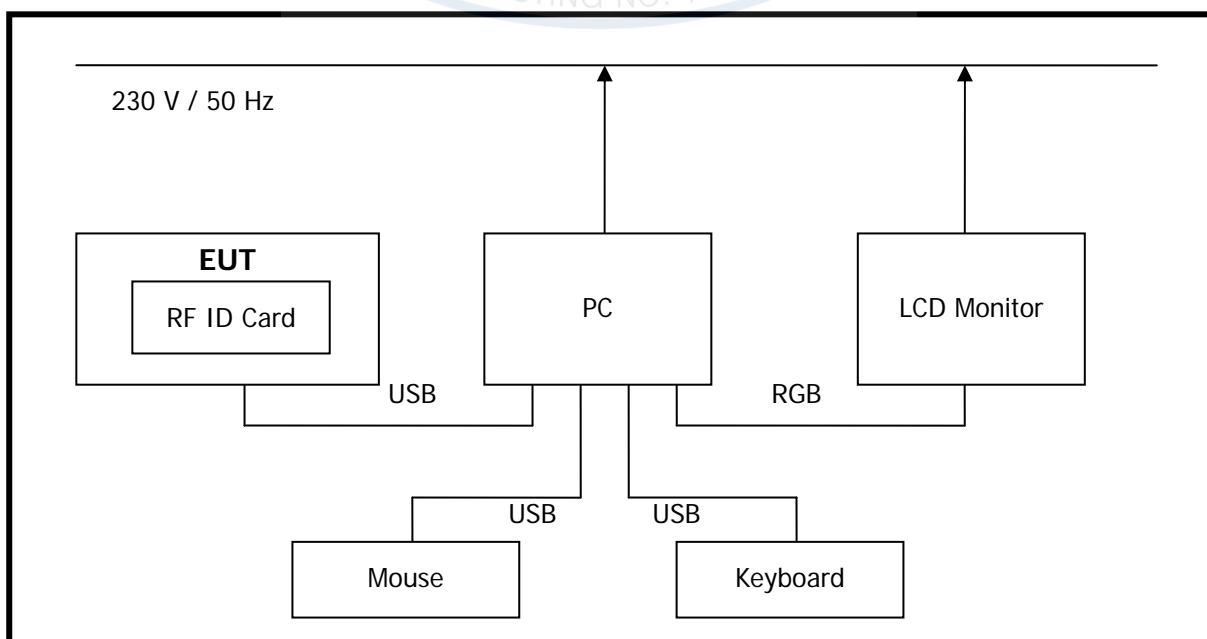 230 V / 50 Hz
EUT
RF ID Card
PC
LCD Monitor
USB
RGB
USB
USB
Mouse
Keyboard